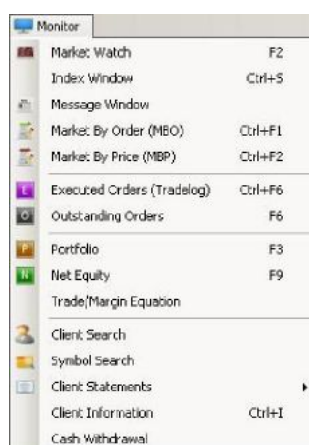 Monitor
Market Watch F2
Index Window Ctrl+S
Message Window
Market By Order (MBO) Ctrl+F1
Market By Price (MBP) Ctrl+F2
Executed Orders (Tradelog) Ctrl+F6
Outstanding Orders F6
Portfolio F3
Net Equity F9
Trade/Margin Equation
Client Search
Symbol Search
Client Statements
Client Information Ctrl+I
Cash Withdrawal